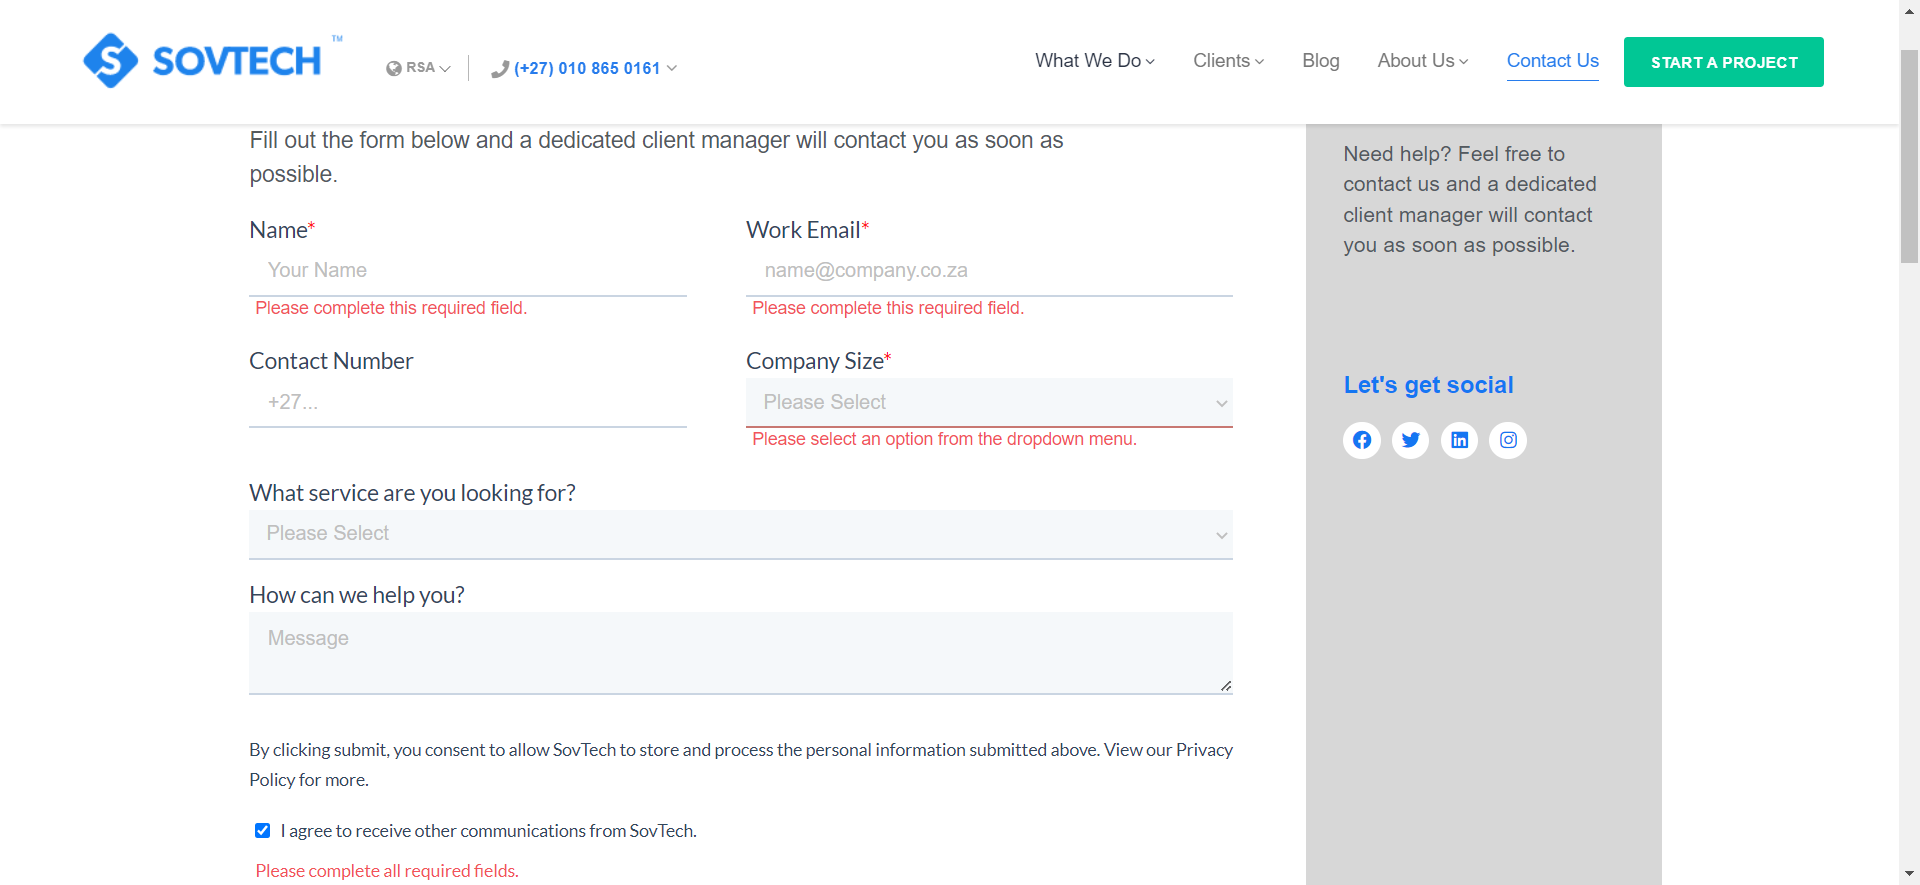 SOVTECH ™
RSA
(+27) 010 865 0161
What We Do
Clients
Blog
About Us
Contact Us
START A PROJECT
Fill out the form below and a dedicated client manager will contact you as soon as
possible.
Name*
Your Name
Please complete this required field.
Work Email*
name@company.co.za
Please complete this required field.
Contact Number
+27...
Company Size*
Please Select
Please select an option from the dropdown menu.
What service are you looking for?
Please Select
How can we help you?
Message
By clicking submit, you consent to allow SovTech to store and process the personal information submitted above. View our Privacy
Policy for more.
I agree to receive other communications from SovTech.
Please complete all required fields.
Need help? Feel free to
contact us and a dedicated
client manager will contact
you as soon as possible.
Let's get social